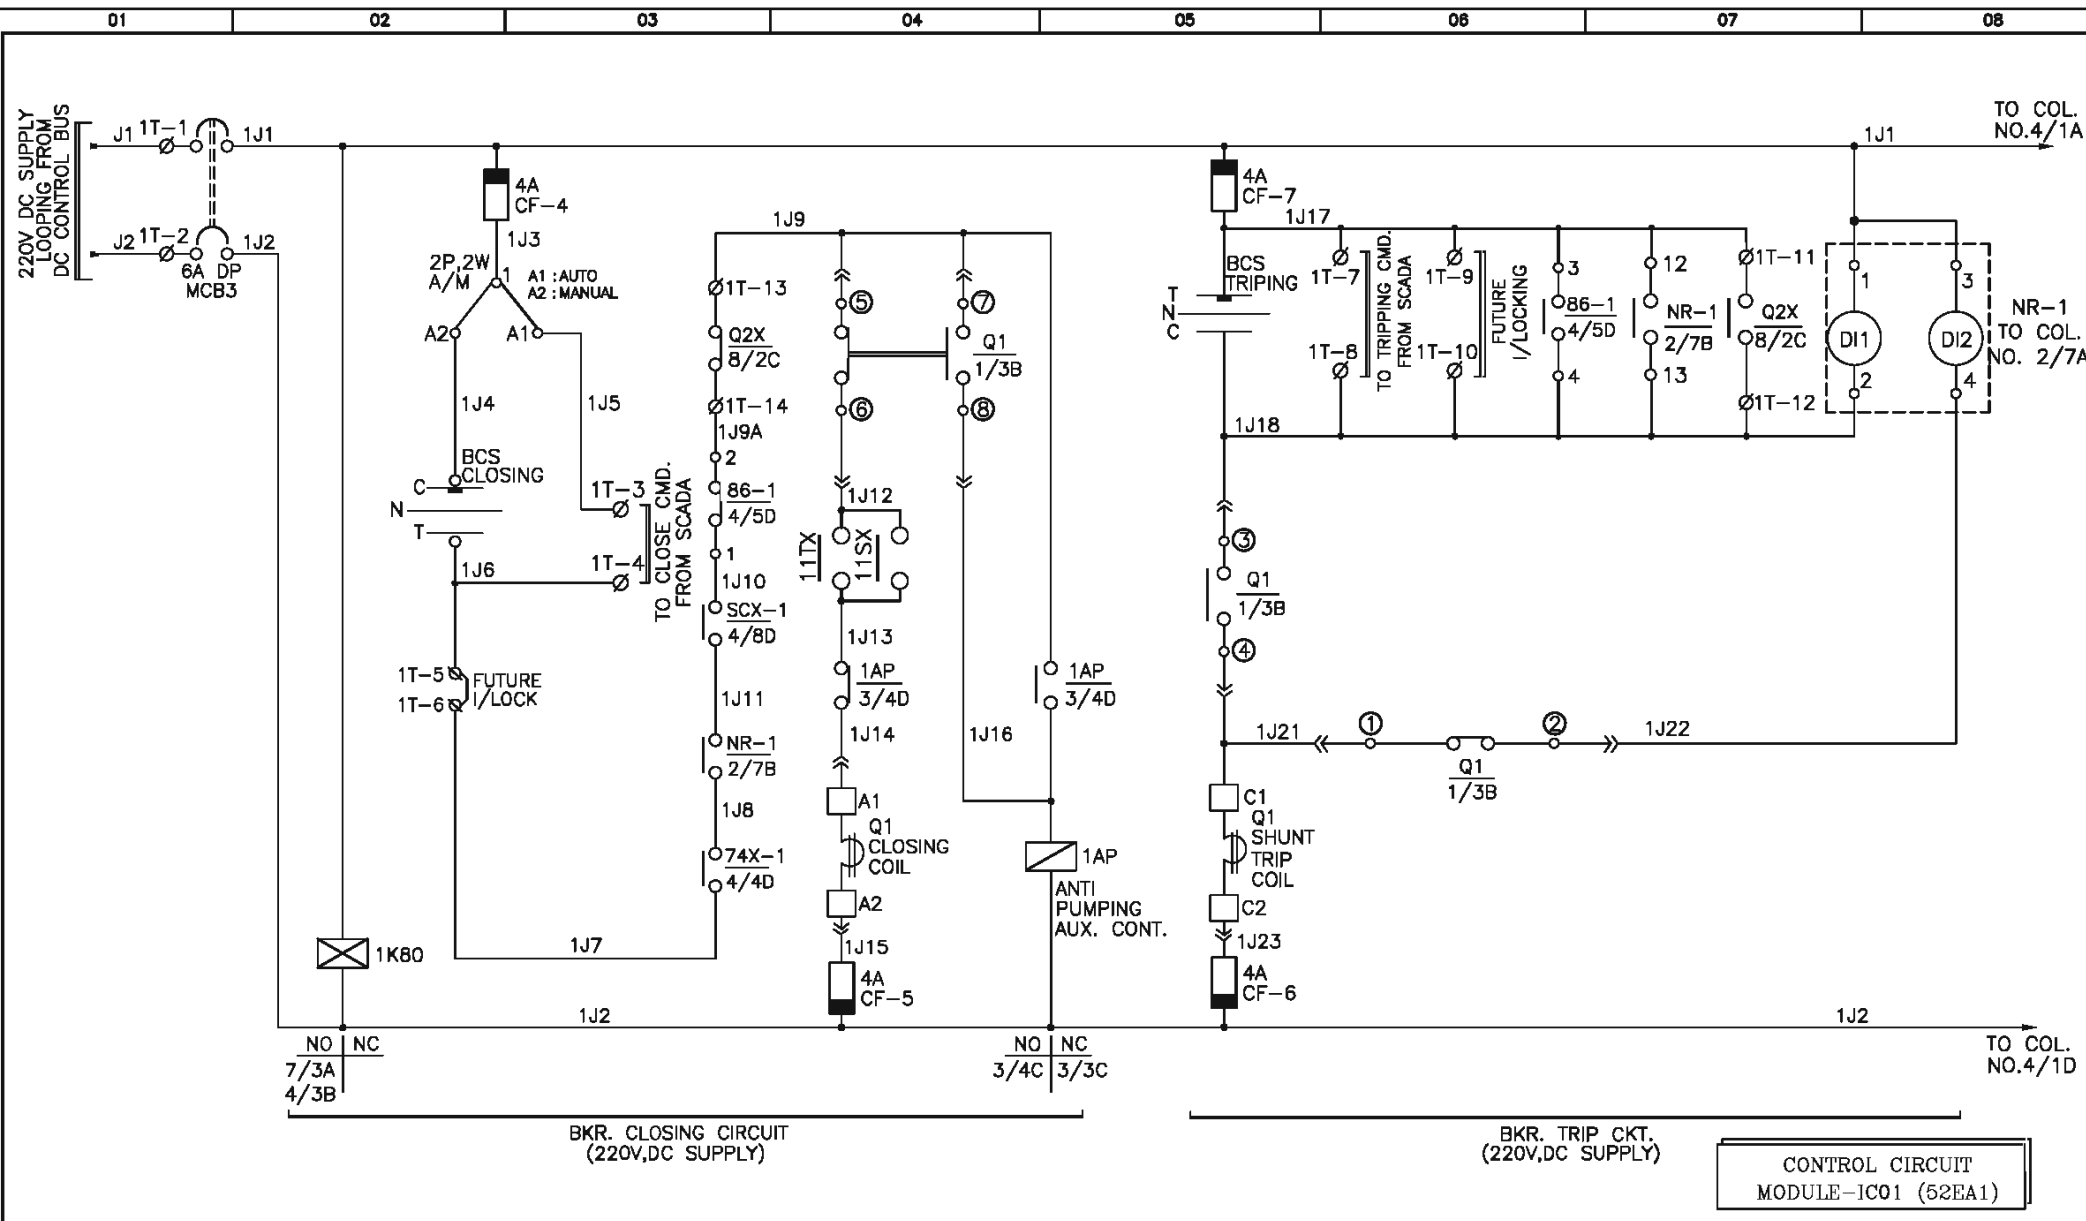 01 02 03 04 05 06 07 08
220V DC SUPPLY
LOOPING FROM
DC CONTROL BUS
J1 1T-1 1J1
J2 1T-2 1J2
6A DP
MCB3
4A
CF-4
1J3
2P,2W
A/M
1
A1 :AUTO
A2 :MANUAL
A2
A1
1J4
1J5
BCS
CLOSING
C
N
T
1J6
1T-3
1T-4
TO CLOSE CMD.
FROM SCADA
1T-5
1T-6
FUTURE
I/LOCK
1J7
1K80
1J2
NO NC
7/3A
4/3B
1J9
1T-13
Q2X
8/2C
1T-14
1J9A
2
86-1
4/5D
1
1J10
SCX-1
4/8D
1J11
NR-1
2/7B
1J8
74X-1
4/4D
5
7
Q1
1/3B
6
8
1J12
11TX
11SX
1J13
1AP
3/4D
1J14
A1
Q1
CLOSING
COIL
A2
1J15
4A
CF-5
1J16
1AP
3/4D
1AP
ANTI
PUMPING
AUX. CONT.
NO NC
3/4C 3/3C
BKR. CLOSING CIRCUIT
(220V,DC SUPPLY)
4A
CF-7
1J17
BCS
TRIPING
T
N
C
1T-7
1T-8
TO TRIPPING CMD.
FROM SCADA
1T-9
1T-10
FUTURE
I/LOCKING
3
86-1
4/5D
4
12
NR-1
2/7B
13
1T-11
Q2X
8/2C
1T-12
1J1
TO COL.
NO.4/1A
1
DI1
2
3
DI2
4
NR-1
TO COL.
NO. 2/7A
1J18
3
Q1
1/3B
4
1J21
1
2
1J22
Q1
1/3B
C1
Q1
SHUNT
TRIP
COIL
C2
1J23
4A
CF-6
1J2
TO COL.
NO.4/1D
BKR. TRIP CKT.
(220V,DC SUPPLY)
CONTROL CIRCUIT
MODULE-IC01 (52EA1)